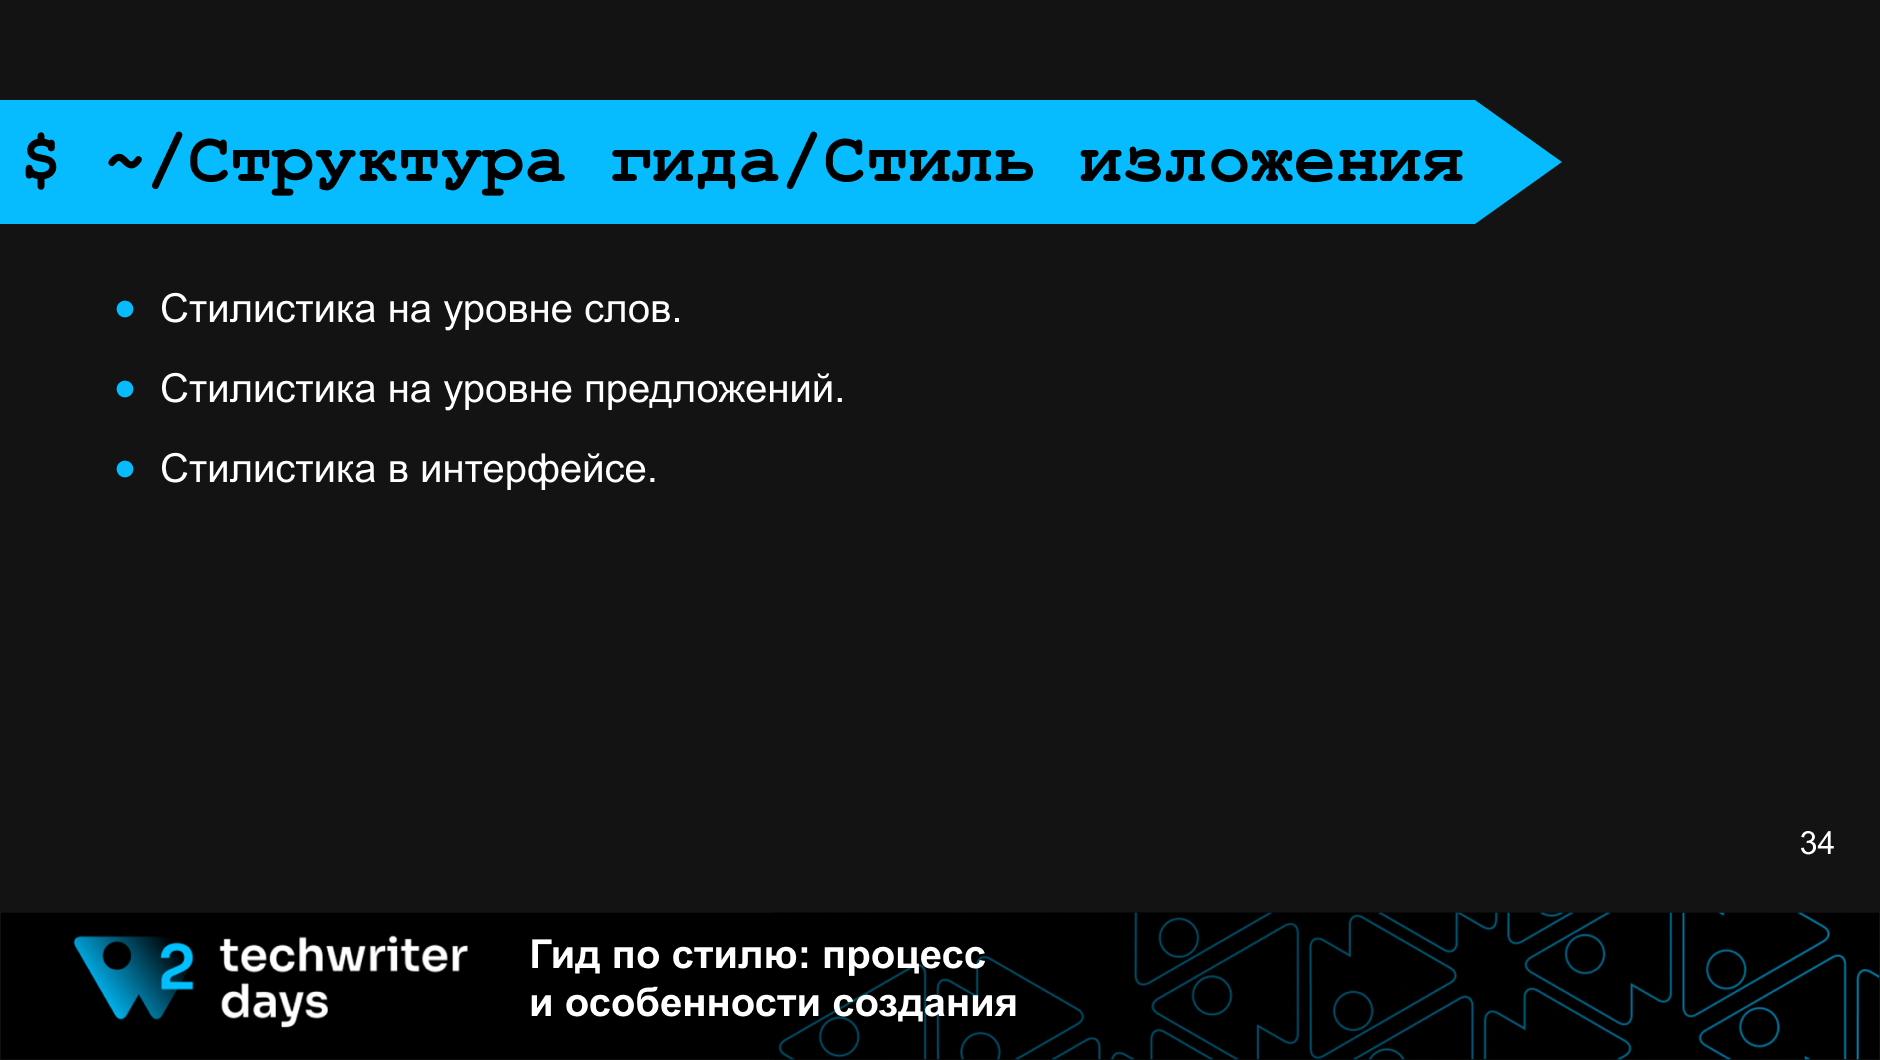 $ ~/Структура гида/Стиль изложения
Стилистика на уровне слов.
Стилистика на уровне предложений.
Стилистика в интерфейсе.
34
2
techwriter
days
Гид по стилю: процесс
и особенности создания